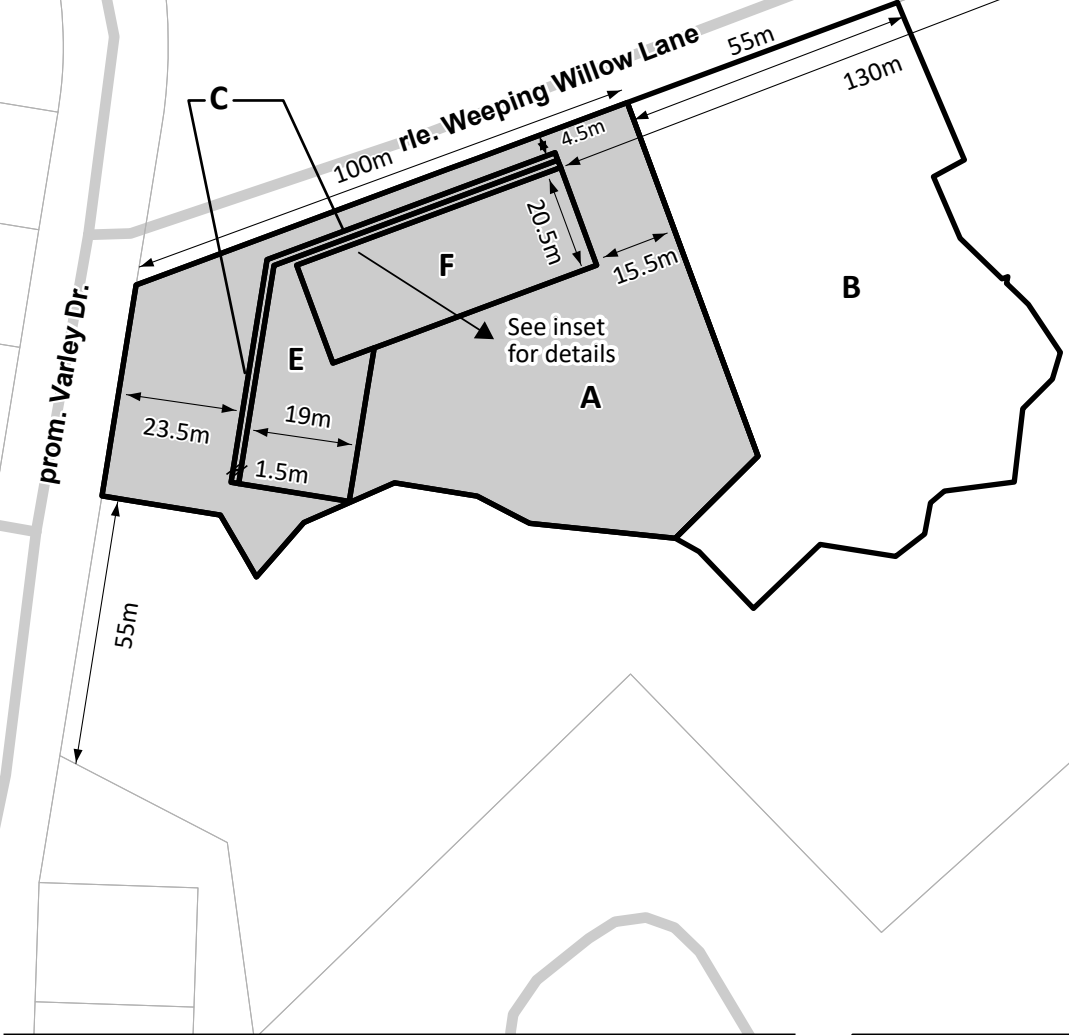 55m
rle. Weeping Willow Lane
130m
C
4.5m
100m
20.5m
F
15.5m
B
See inset
for details
E
A
prom. Varley Dr.
19m
23.5m
1.5m
55m